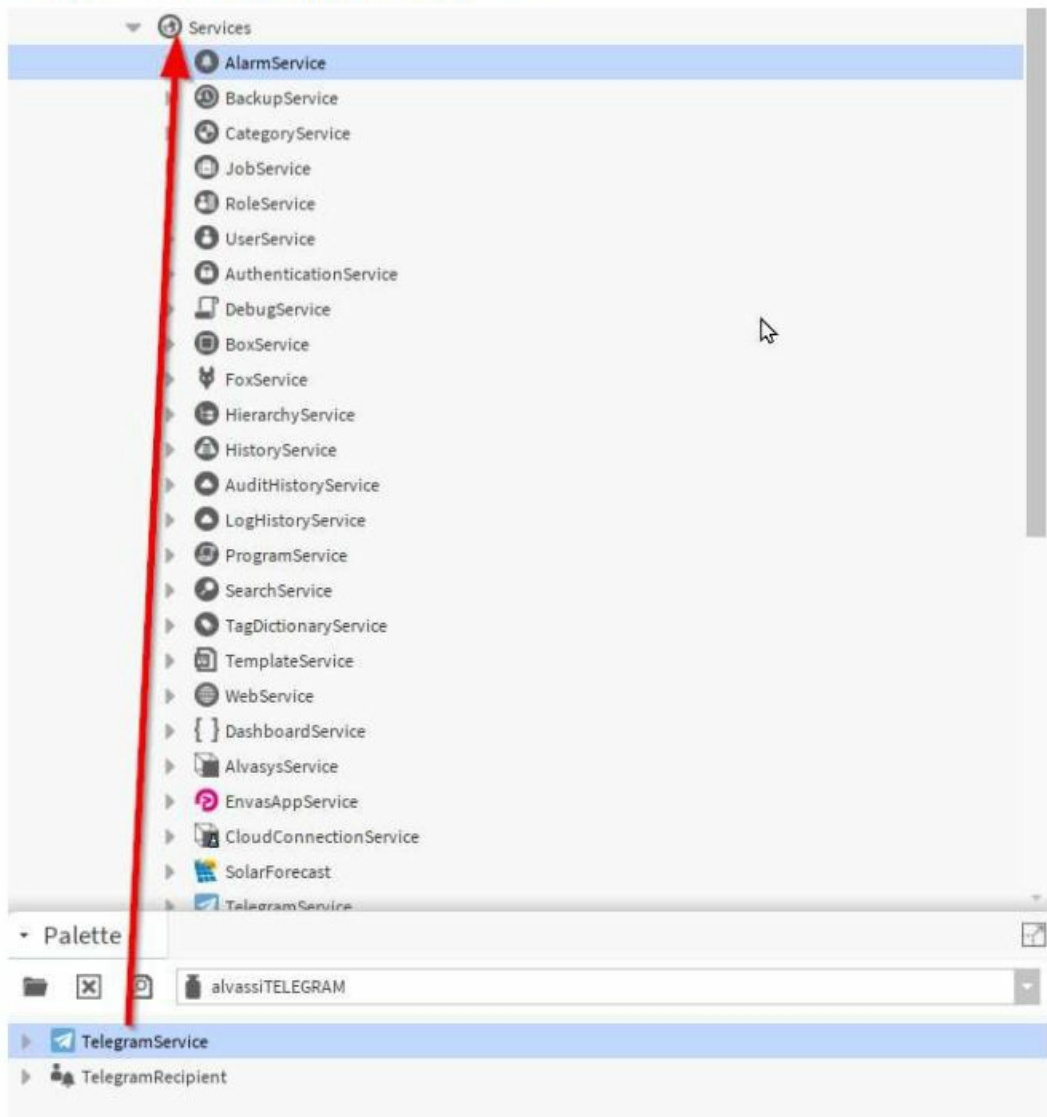 Services
AlarmService
BackupService
CategoryService
JobService
RoleService
UserService
AuthenticationService
DebugService
BoxService
FoxService
HierarchyService
HistoryService
AuditHistoryService
LogHistoryService
ProgramService
SearchService
TagDictionaryService
TemplateService
WebService
{ } DashboardService
AlvasysService
EnvasAppService
CloudConnectionService
SolarForecast
TelegramService
Palette
alvassiTELEGRAM
TelegramService
TelegramRecipient